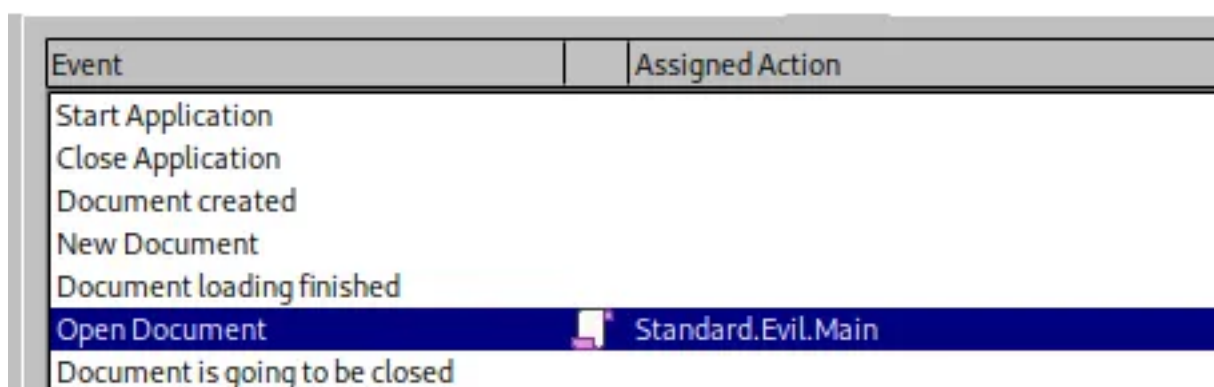 Event Assigned Action
Start Application
Close Application
Document created
New Document
Document loading finished
Open Document Standard.Evil.Main
Document is going to be closed